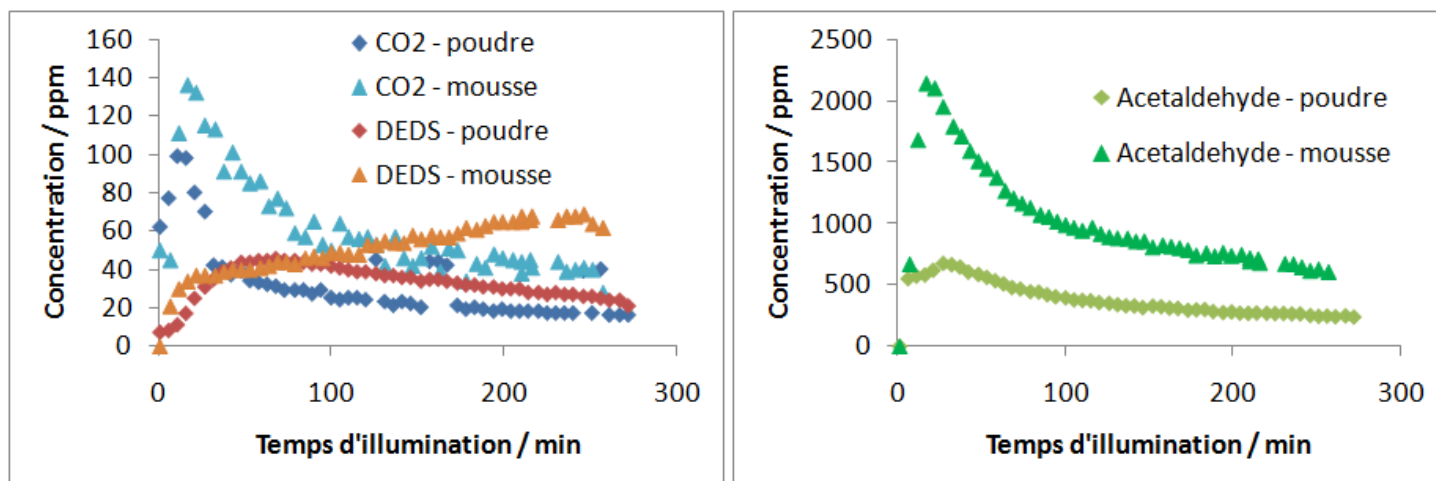 160
140
120
100
80
60
40
20
0
Concentration / ppm
CO2 - poudre
CO2 - mousse
DEDS - poudre
DEDS - mousse
0 100 200 300
Temps d'illumination / min
2500
2000
1500
1000
500
0
Concentration / ppm
Acetaldehyde - poudre
Acetaldehyde - mousse
0 100 200 300
Temps d'illumination / min